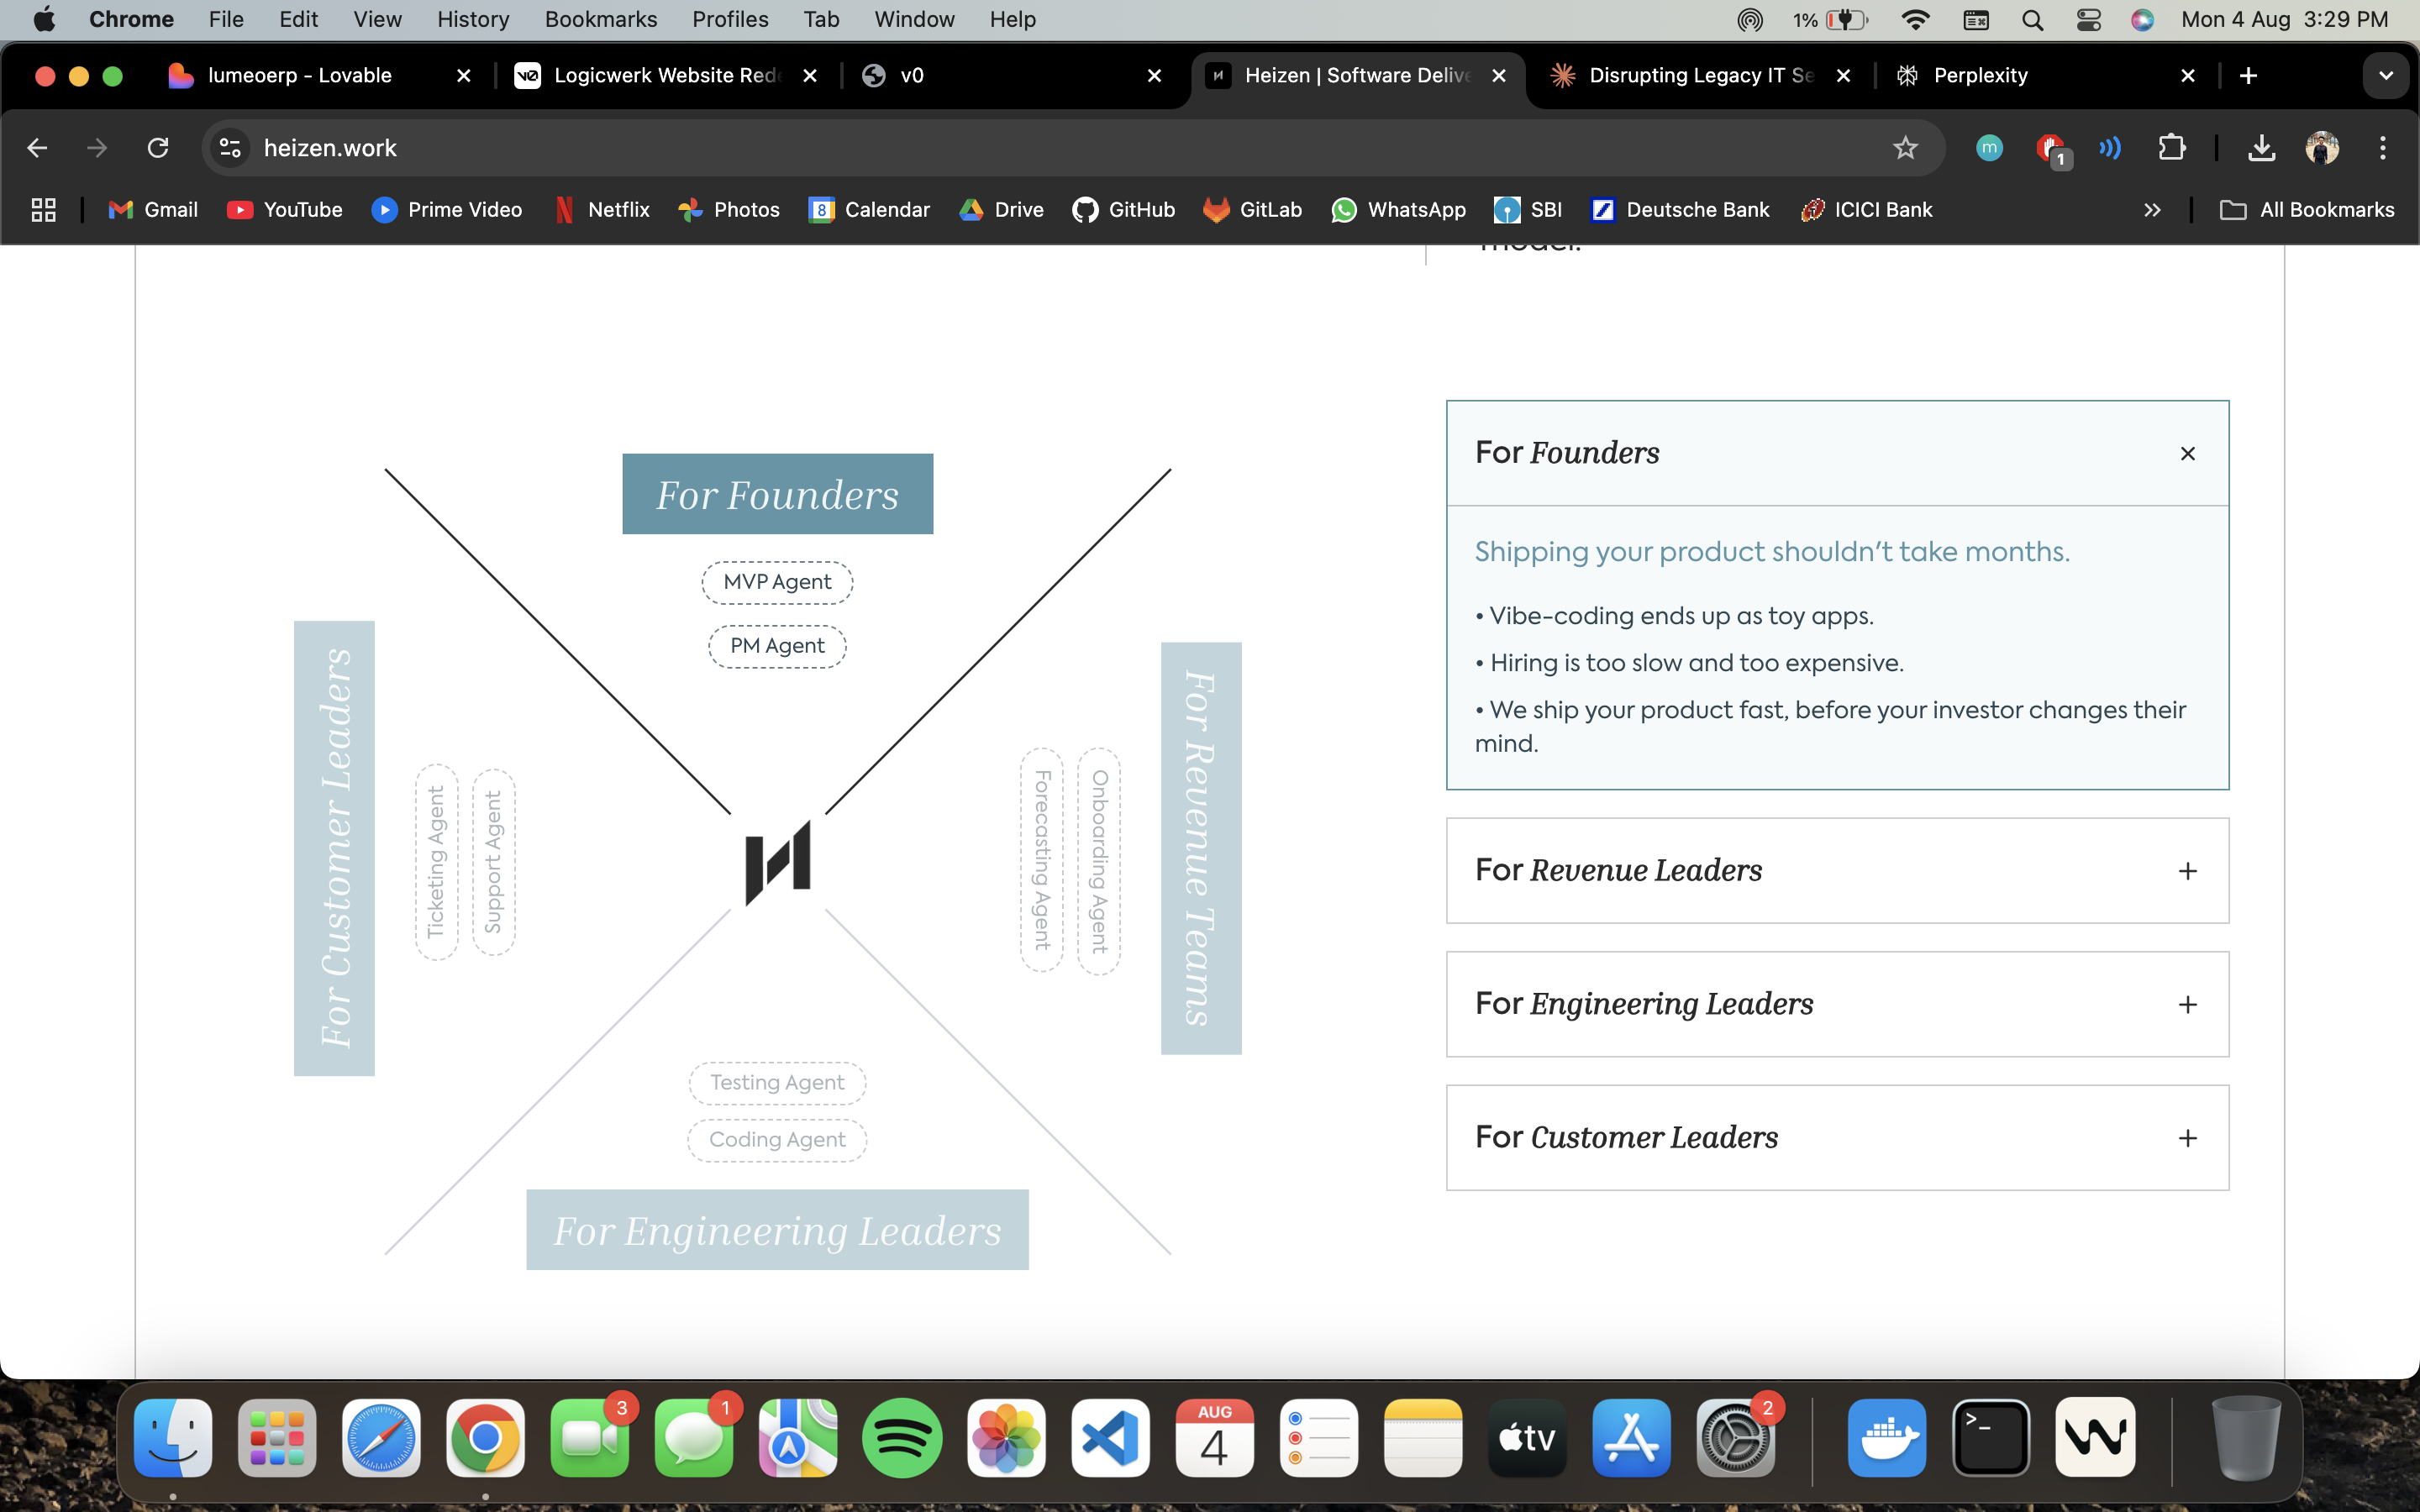 Chrome File Edit View History Bookmarks Profiles Tab Window Help 1% Mon 4 Aug 3:29 PM
lumeoerp - Lovable Logicwerk Website Red v0 Heizen | Software Delive Disrupting Legacy IT Se Perplexity
heizen.work m 1
Gmail YouTube Prime Video Netflix Photos 8 Calendar Drive GitHub GitLab WhatsApp SBI Deutsche Bank ICICI Bank All Bookmarks
model.
For Founders
MVP Agent
PM Agent
For Customer Leaders
Ticketing Agent
Support Agent
Forecasting Agent
Onboarding Agent
For Revenue Teams
Testing Agent
Coding Agent
For Engineering Leaders
For Founders
Shipping your product shouldn't take months.
• Vibe-coding ends up as toy apps.
• Hiring is too slow and too expensive.
• We ship your product fast, before your investor changes their
mind.
For Revenue Leaders
For Engineering Leaders
For Customer Leaders
3 1 AUG 4 tv 2